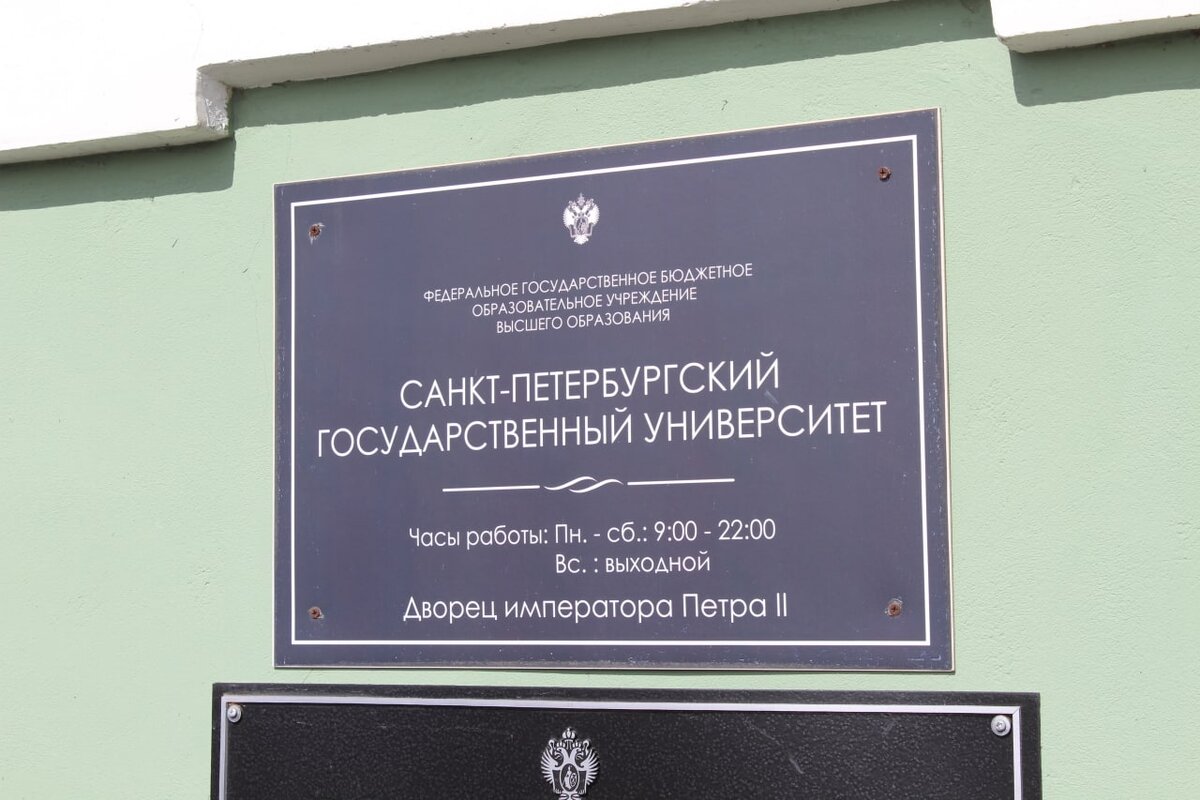 ФЕДЕРАЛЬНОЕ ГОСУДАРСТВЕННОЕ БЮДЖЕТНОЕ
ОБРАЗОВАТЕЛЬНОЕ УЧРЕЖДЕНИЕ
ВЫСШЕГО ОБРАЗОВАНИЯ
САНКТ-ПЕТЕРБУРГСКИЙ
ГОСУДАРСТВЕННЫЙ УНИВЕРСИТЕТ
Часы работы: Пн. - сб.: 9:00 - 22:00
Вс. : выходной
Дворец императора Петра II